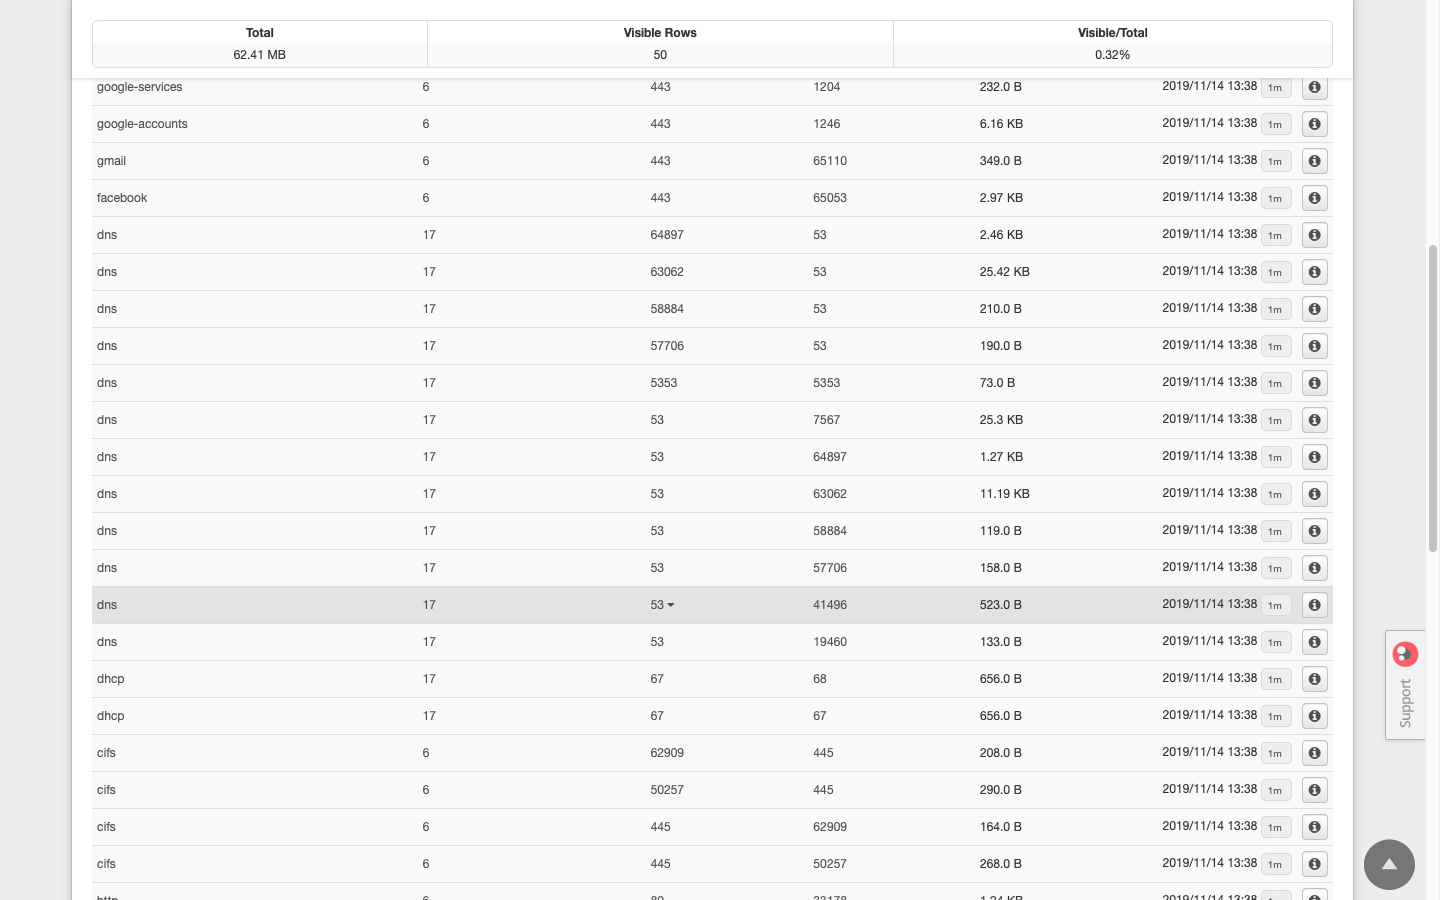 Total Visible Rows Visible/Total
62.41 MB 50 0.32%
google-services 6 443 1204 232.0 B 2019/11/14 13:38 1m
google-accounts 6 443 1246 6.16 KB 2019/11/14 13:38 1m
gmail 6 443 65110 349.0 B 2019/11/14 13:38 1m
facebook 6 443 65053 2.97 KB 2019/11/14 13:38 1m
dns 17 64897 53 2.46 KB 2019/11/14 13:38 1m
dns 17 63062 53 25.42 KB 2019/11/14 13:38 1m
dns 17 58884 53 210.0 B 2019/11/14 13:38 1m
dns 17 57706 53 190.0 B 2019/11/14 13:38 1m
dns 17 5353 5353 73.0 B 2019/11/14 13:38 1m
dns 17 53 7567 25.3 KB 2019/11/14 13:38 1m
dns 17 53 64897 1.27 KB 2019/11/14 13:38 1m
dns 17 53 63062 11.19 KB 2019/11/14 13:38 1m
dns 17 53 58884 119.0 B 2019/11/14 13:38 1m
dns 17 53 57706 158.0 B 2019/11/14 13:38 1m
dns 17 53 41496 523.0 B 2019/11/14 13:38 1m
dns 17 53 19460 133.0 B 2019/11/14 13:38 1m
dhcp 17 67 68 656.0 B 2019/11/14 13:38 1m
dhcp 17 67 67 656.0 B 2019/11/14 13:38 1m
cifs 6 62909 445 208.0 B 2019/11/14 13:38 1m
cifs 6 50257 445 290.0 B 2019/11/14 13:38 1m
cifs 6 445 62909 164.0 B 2019/11/14 13:38 1m
cifs 6 445 50257 268.0 B 2019/11/14 13:38 1m
Support